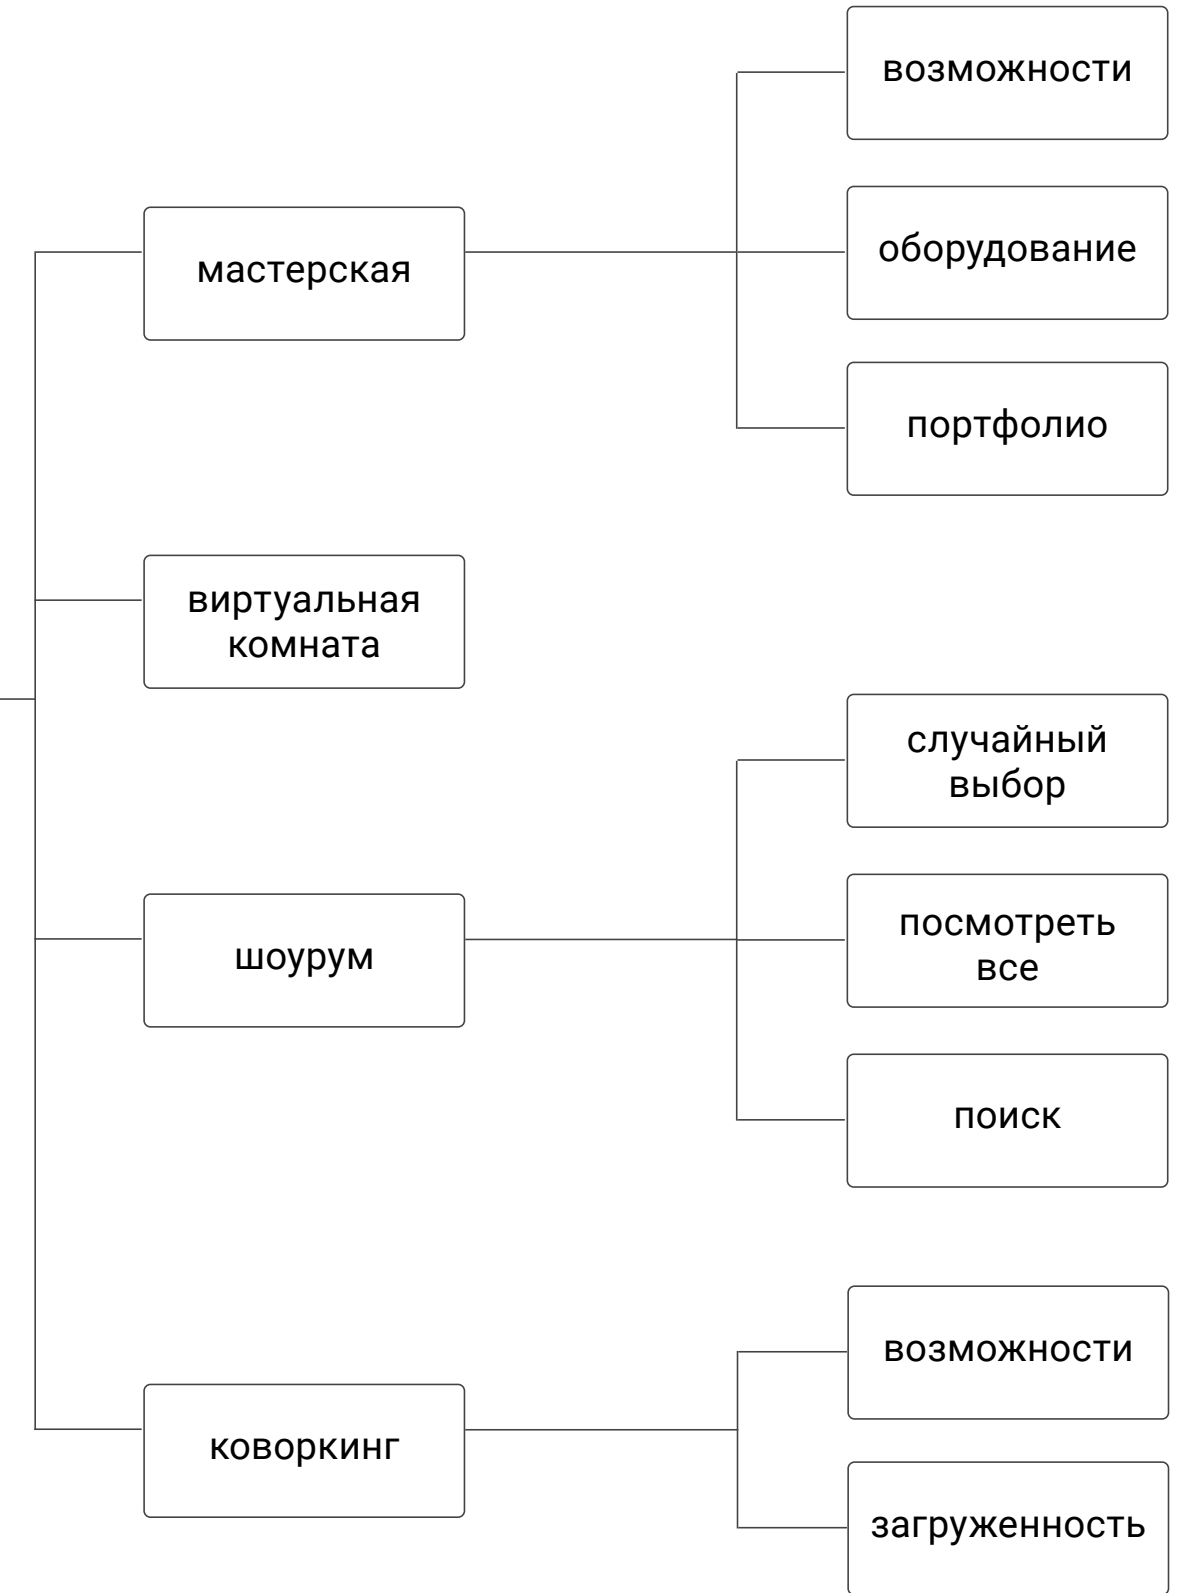 возможности
оборудование
портфолио
мастерская
виртуальная
комната
случайный
выбор
посмотреть
все
поиск
шоурум
возможности
загруженность
коворкинг